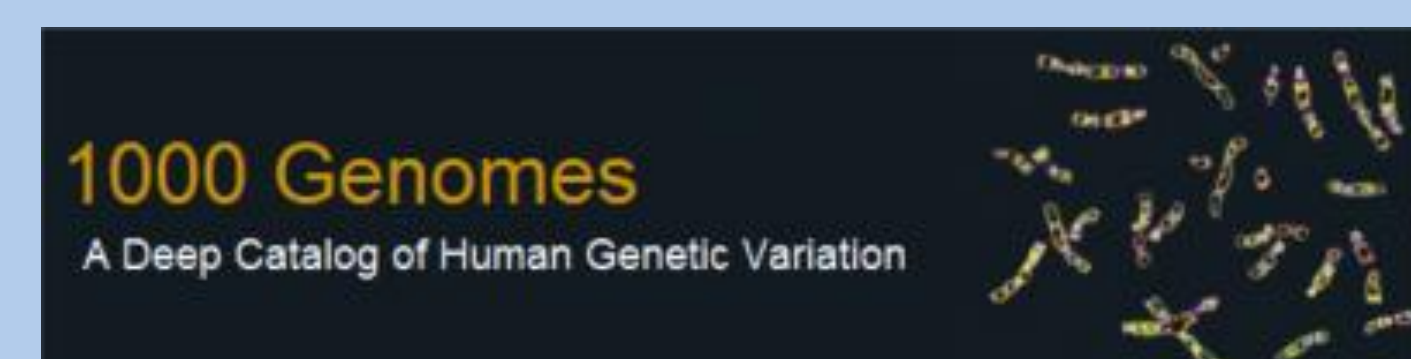 1000 Genomes
A Deep Catalog of Human Genetic Variation